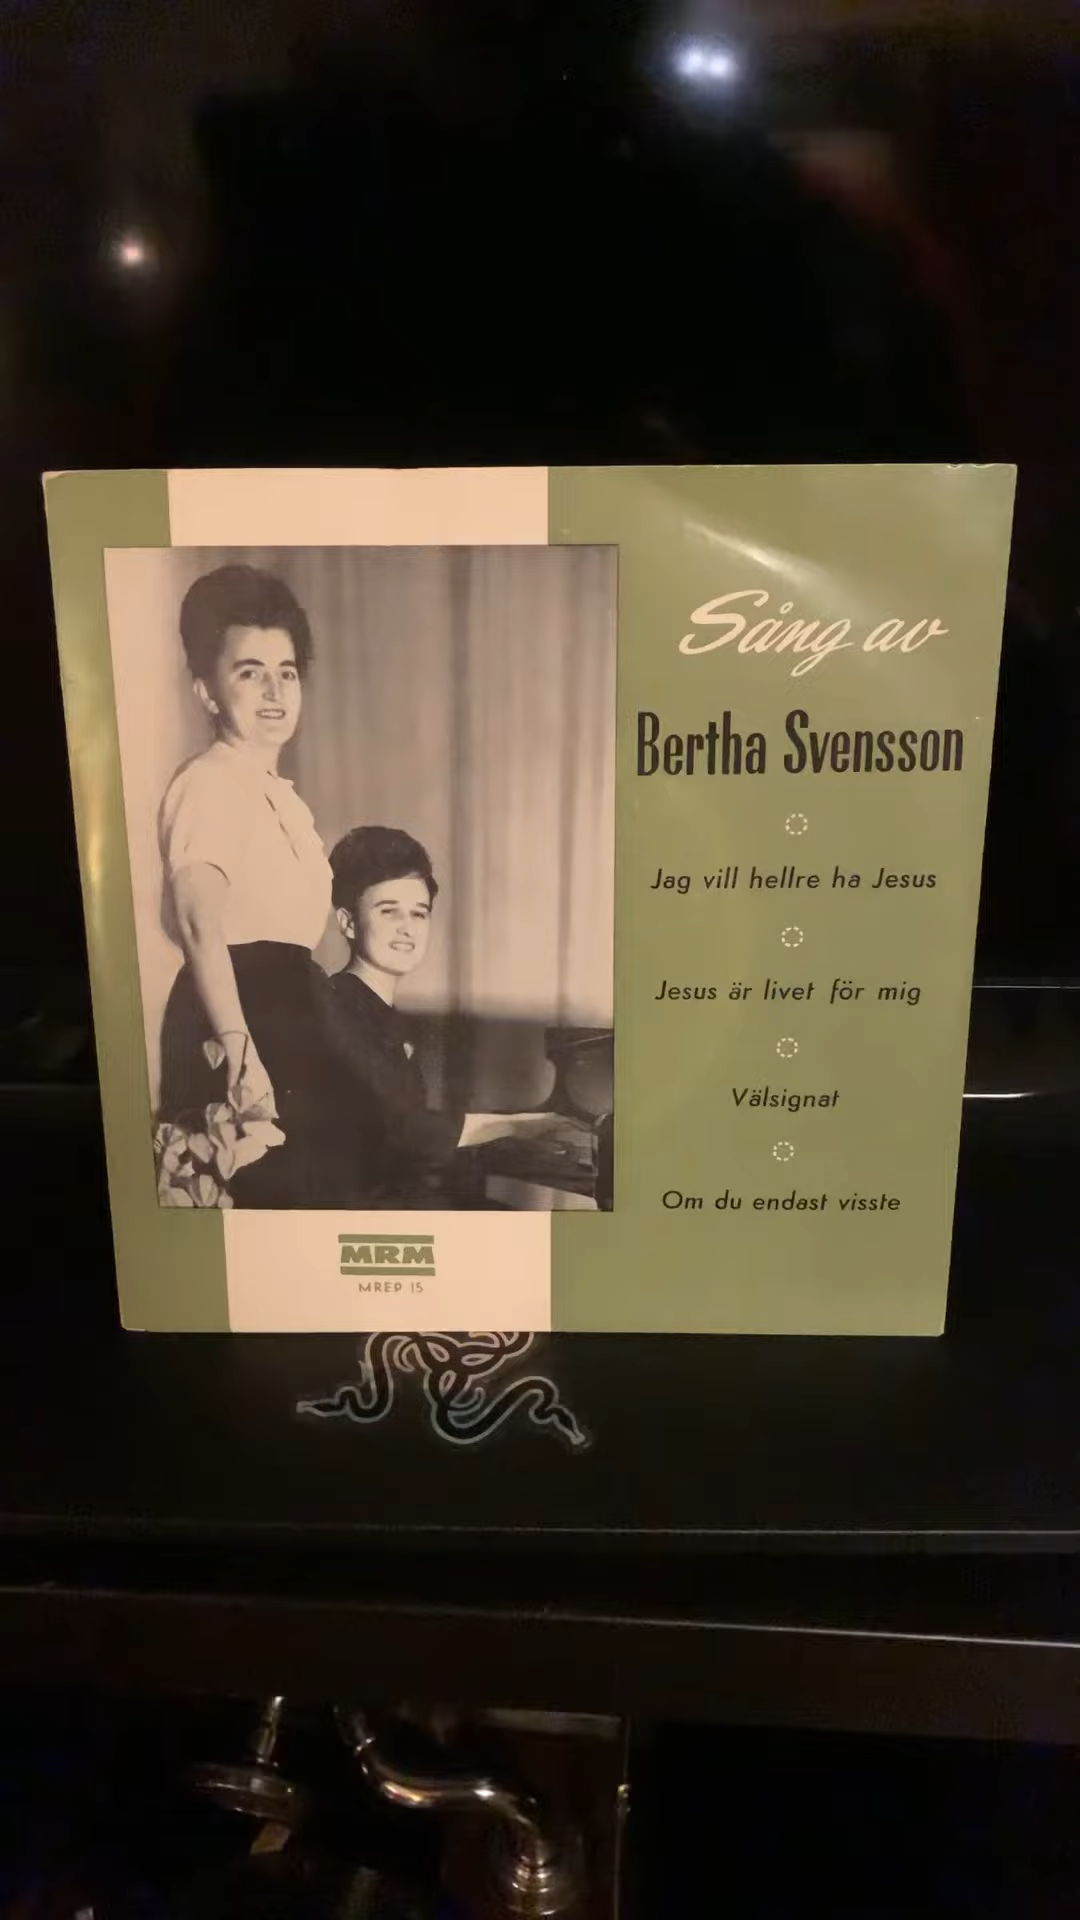 Sång av
Bertha Svensson
Jag vill hellre ha Jesus
Jesus är livet för mig
Välsignat
Om du endast visste
MRM
MREP 15